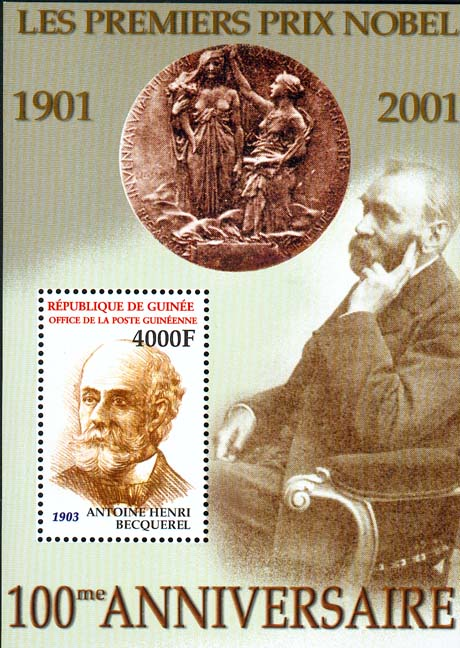 LES PREMIERS PRIX NOBEL
1901 2001
RÉPUBLIQUE DE GUINÉE
OFFICE DE LA POSTE GUINÉENNE
4000F
1903 ANTOINE HENRI
BECQUEREL
100me ANNIVERSAIRE